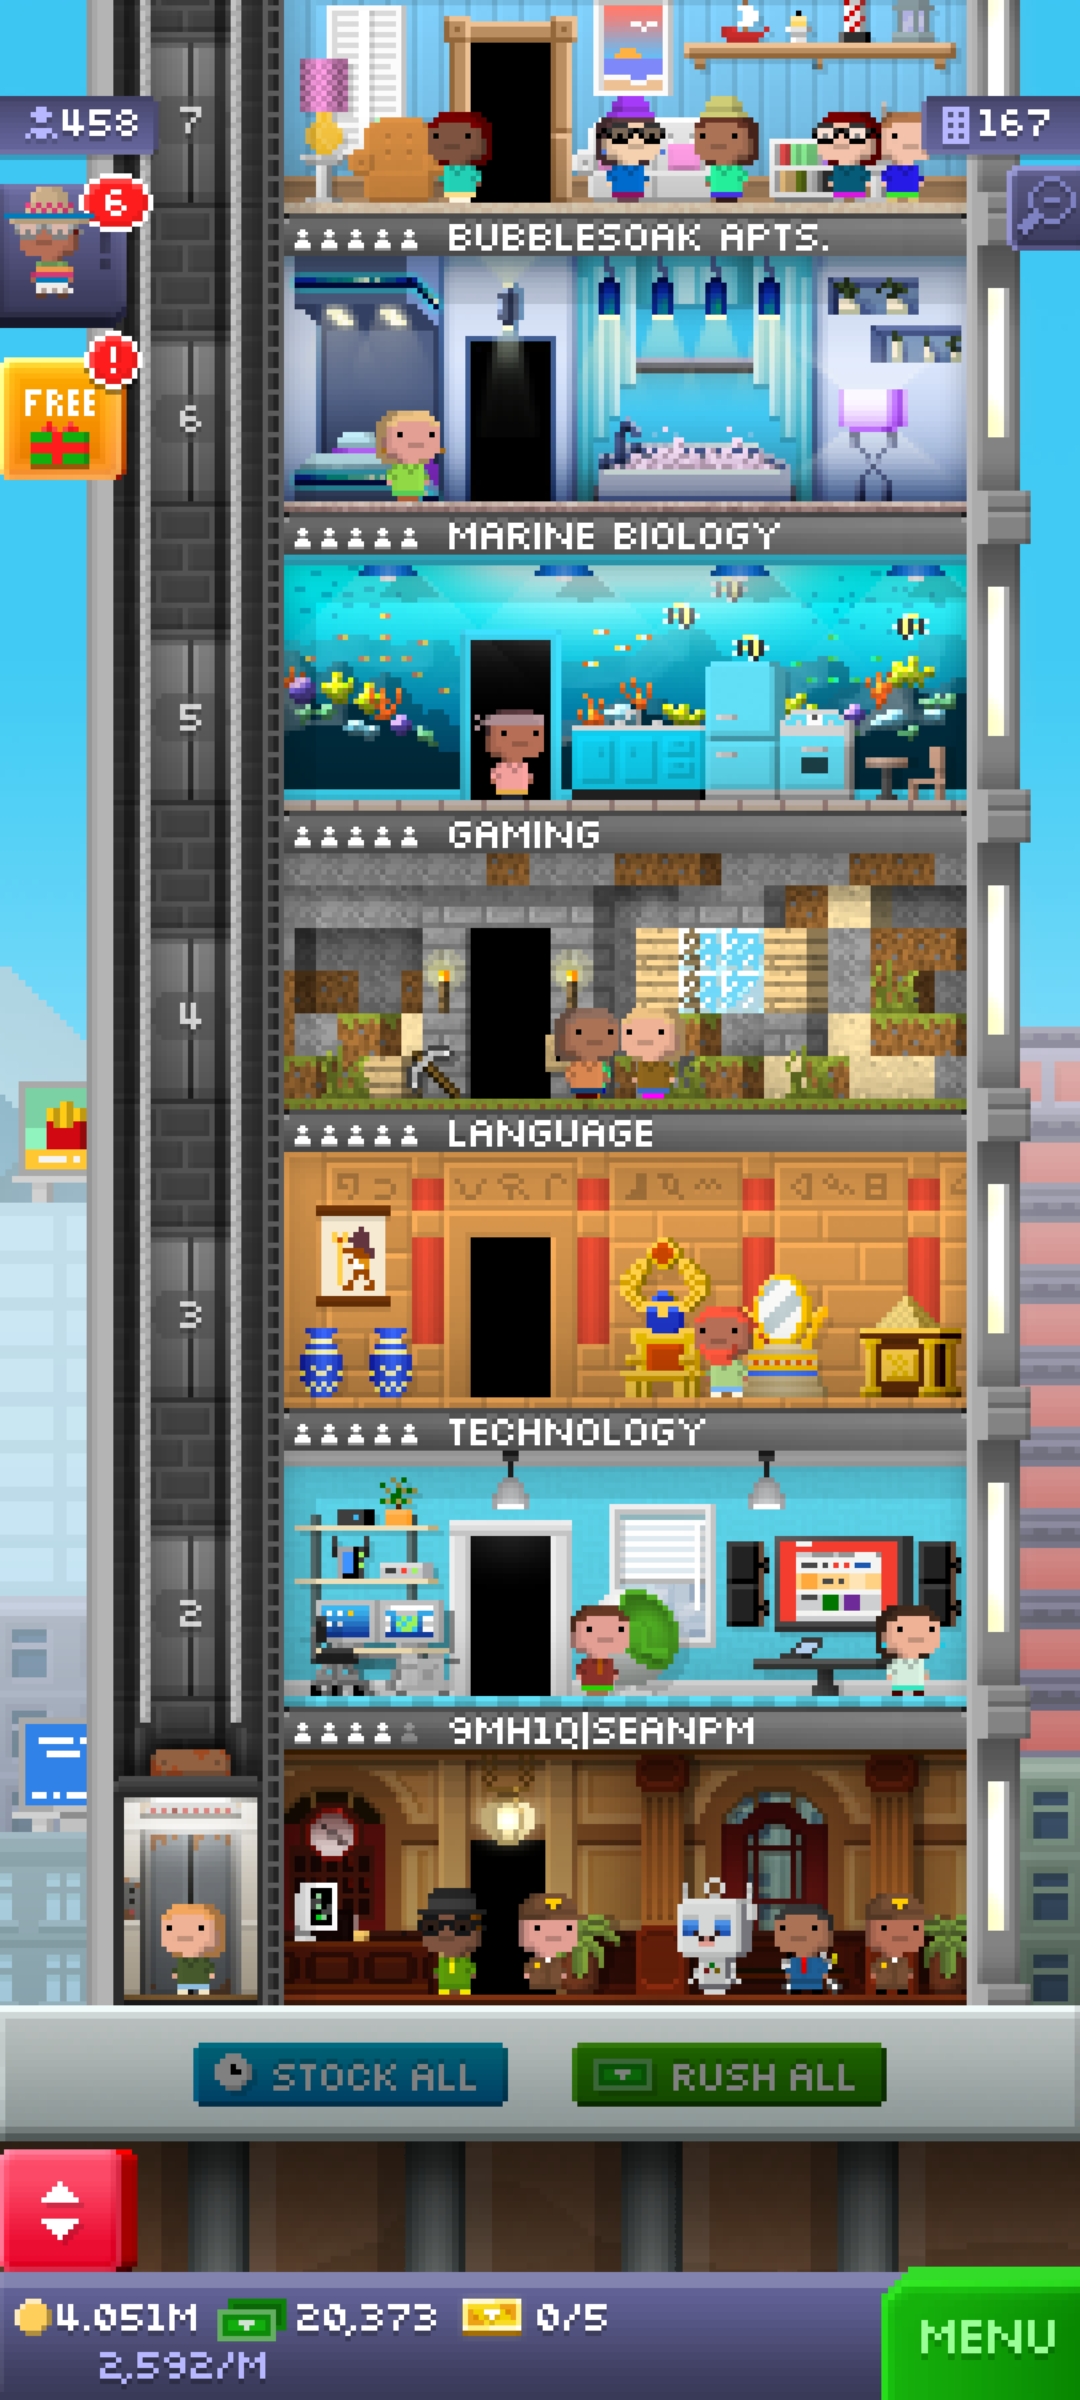 7
458
167
6
BUBBLESOAK APTS.
FREE
!
6
MARINE BIOLOGY
5
GAMING
4
LANGUAGE
3
TECHNOLOGY
2
9MH1Q|SEANPM
STOCK ALL
RUSH ALL
4.051M
20,373
0/5
2,592/M
MENU